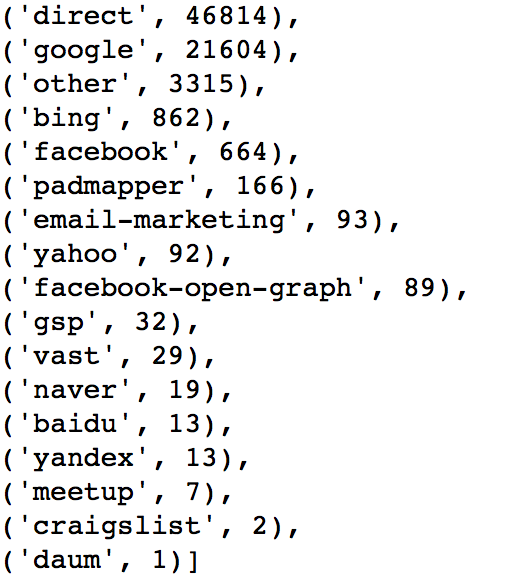 ('direct', 46814),
('google', 21604),
('other', 3315),
('bing', 862),
('facebook', 664),
('padmapper', 166),
('email-marketing', 93),
('yahoo', 92),
('facebook-open-graph', 89),
('gsp', 32),
('vast', 29),
('naver', 19),
('baidu', 13),
('yandex', 13),
('meetup', 7),
('craigslist', 2),
('daum', 1)]